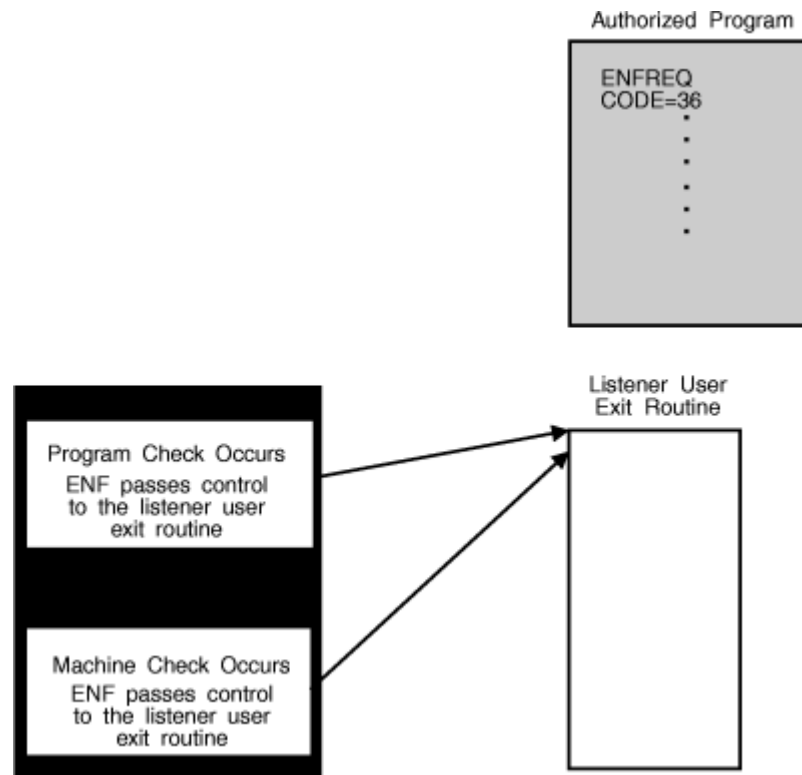 Authorized Program
ENFREQ
CODE=36
Listener User
Exit Routine
Program Check Occurs
ENF passes control
to the listener user
exit routine
Machine Check Occurs
ENF passes control
to the listener user
exit routine